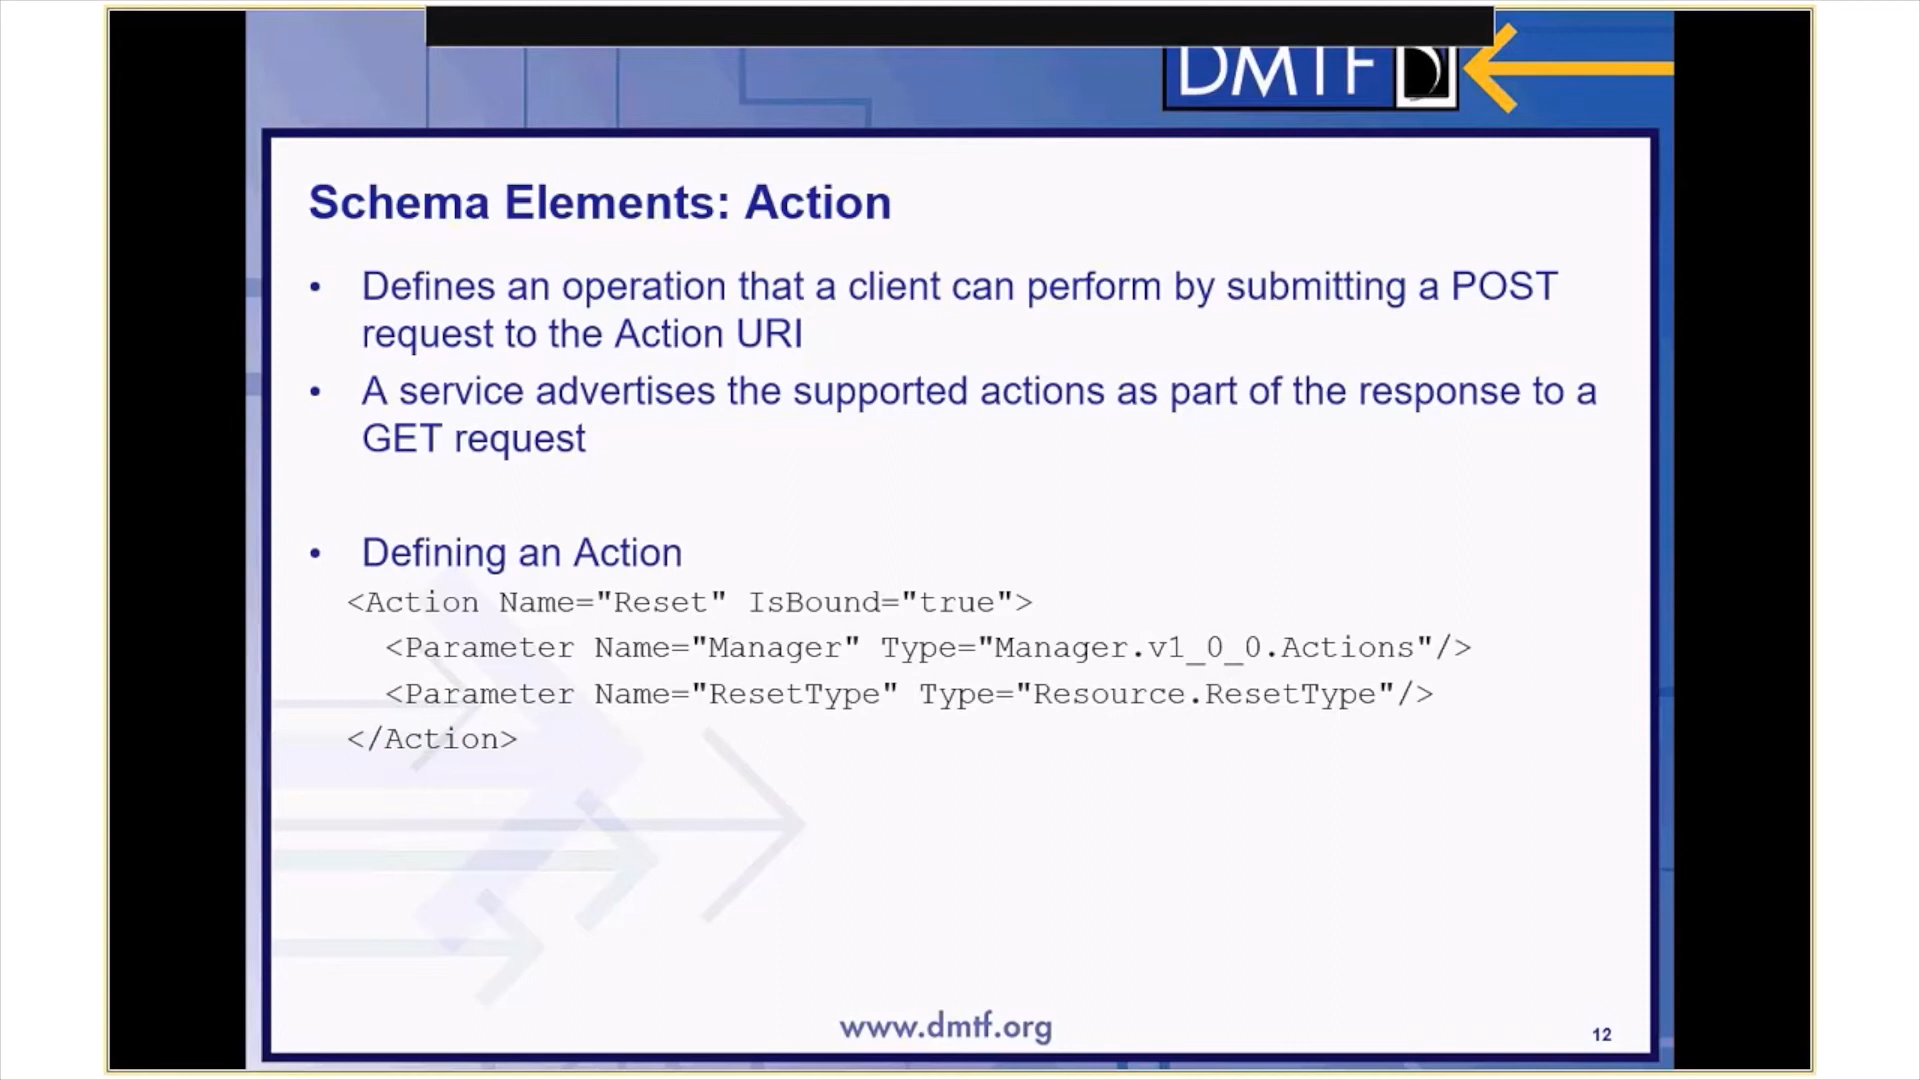 DMTF
Schema Elements: Action
• Defines an operation that a client can perform by submitting a POST
request to the Action URI
• A service advertises the supported actions as part of the response to a
GET request
• Defining an Action
<Action Name="Reset" IsBound="true">
<Parameter Name="Manager" Type="Manager.v1_0_0.Actions"/>
<Parameter Name="ResetType" Type="Resource.ResetType"/>
</Action>
www.dmtf.org
12